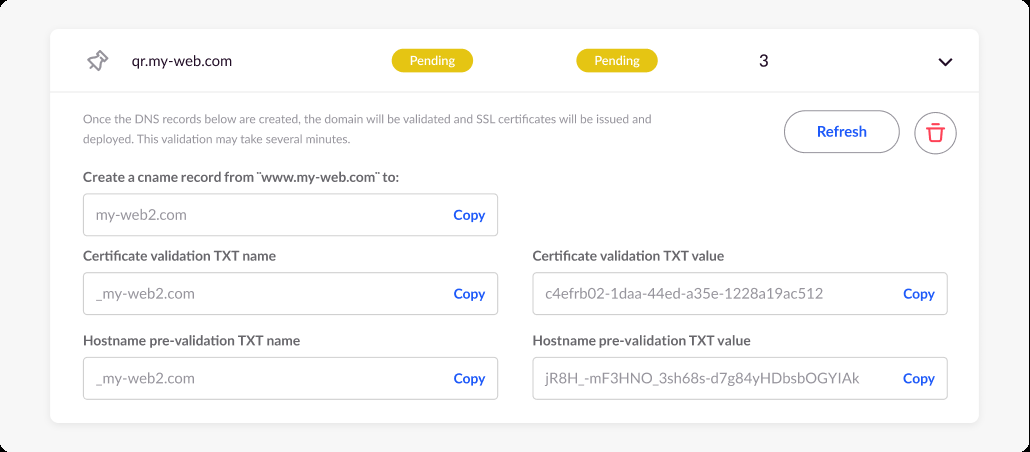 qr.my-web.com Pending Pending 3
Once the DNS records below are created, the domain will be validated and SSL certificates will be issued and
deployed. This validation may take several minutes.
Refresh
Create a cname record from ¨www.my-web.com¨ to:
my-web2.com Copy
Certificate validation TXT name
_my-web2.com Copy
Certificate validation TXT value
c4efrb02-1daa-44ed-a35e-1228a19ac512 Copy
Hostname pre-validation TXT name
_my-web2.com Copy
Hostname pre-validation TXT value
jR8H_-mF3HNO_3sh68s-d7g84yHDbsbOGYIAk Copy